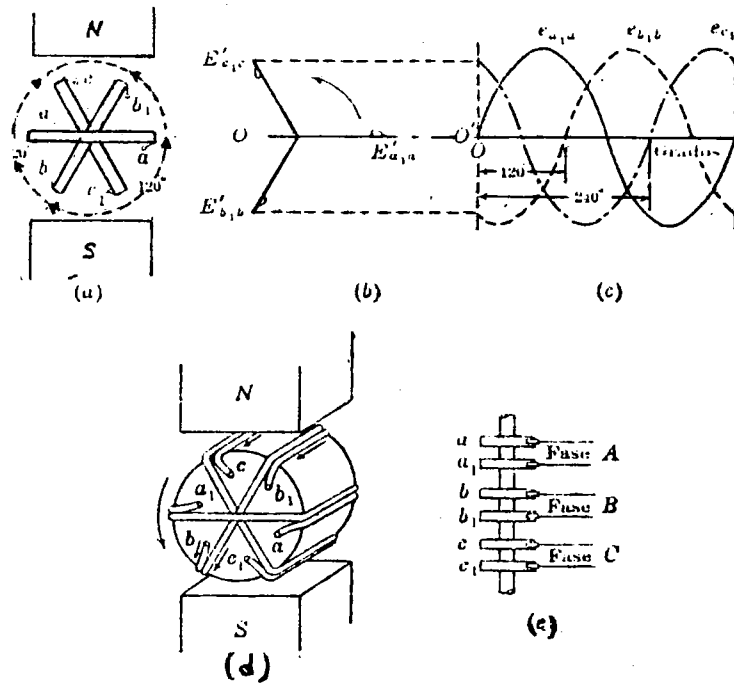 N
a
b₁
b
a
c₁
120°
S
(a)
E'c₁c
O
E'a₁a
E'b₁b
(b)
eₐ₁ₐ
e_b₁b
O'
O
Grados
120°
240°
(c)
N
c
a₁
b₁
a
b
c₁
S
(d)
a
Fase A
a₁
b
Fase B
b₁
c
Fase C
c₁
(e)